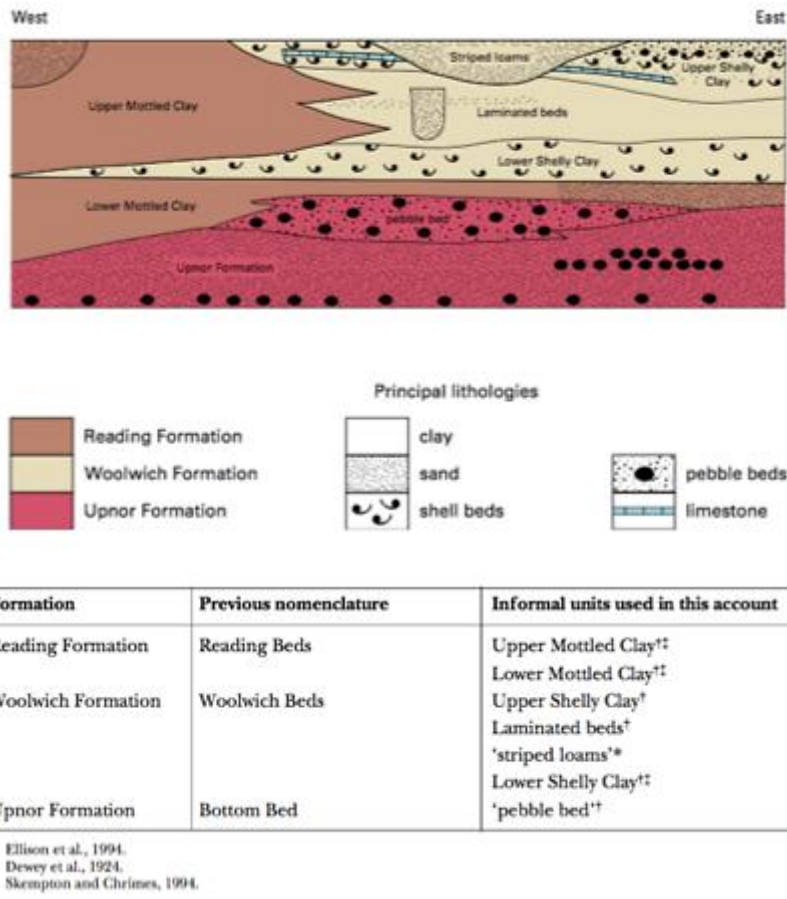 West
East
Striped loams
Upper Shelly
Clay
Upper Mottled Clay
Laminated beds
Lower Shelly Clay
Lower Mottled Clay
pebble bed
Upnor Formation
Principal lithologies
Reading Formation
clay
Woolwich Formation
sand
pebble beds
Upnor Formation
shell beds
limestone
ormation
Previous nomenclature
Informal units used in this account
eading Formation
Reading Beds
Upper Mottled Clay†‡
Lower Mottled Clay†‡
oolwich Formation
Woolwich Beds
Upper Shelly Clay†
Laminated beds†
‘striped loams’*
Lower Shelly Clay†‡
pnor Formation
Bottom Bed
‘pebble bed’†
Ellison et al., 1994.
Dewey et al., 1924.
Skempton and Chrimes, 1994.